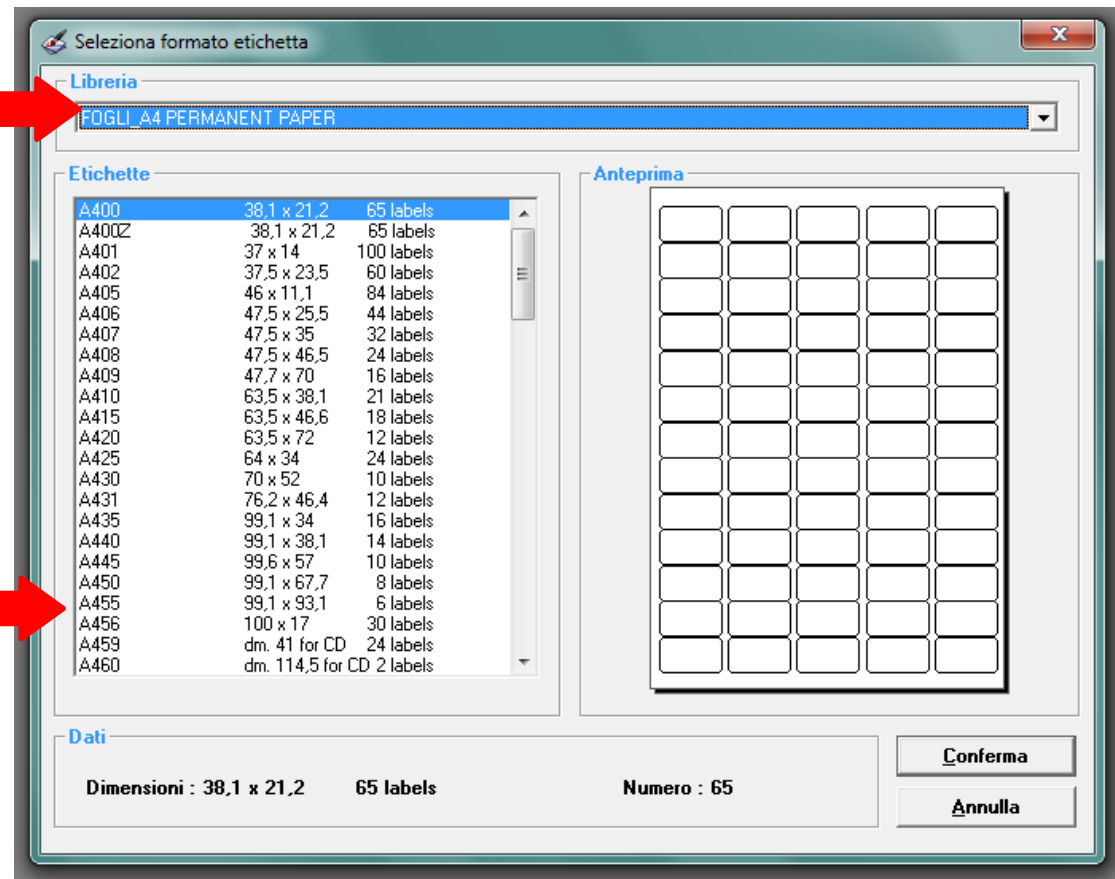 Seleziona formato etichetta
x
Libreria
FOGLI_A4 PERMANENT PAPER
Etichette
Anteprima
A400 38,1 x 21,2 65 labels
A400Z 38,1 x 21,2 65 labels
A401 37 x 14 100 labels
A402 37,5 x 23,5 60 labels
A405 46 x 11,1 84 labels
A406 47,5 x 25,5 44 labels
A407 47,5 x 35 32 labels
A408 47,5 x 46,5 24 labels
A409 47,7 x 70 16 labels
A410 63,5 x 38,1 21 labels
A415 63,5 x 46,6 18 labels
A420 63,5 x 72 12 labels
A425 64 x 34 24 labels
A430 70 x 52 10 labels
A431 76,2 x 46,4 12 labels
A435 99,1 x 34 16 labels
A440 99,1 x 38,1 14 labels
A445 99,6 x 57 10 labels
A450 99,1 x 67,7 8 labels
A455 99,1 x 93,1 6 labels
A456 100 x 17 30 labels
A459 dm. 41 for CD 24 labels
A460 dm. 114,5 for CD 2 labels
Dati
Dimensioni : 38,1 x 21,2 65 labels Numero : 65
Conferma
Annulla